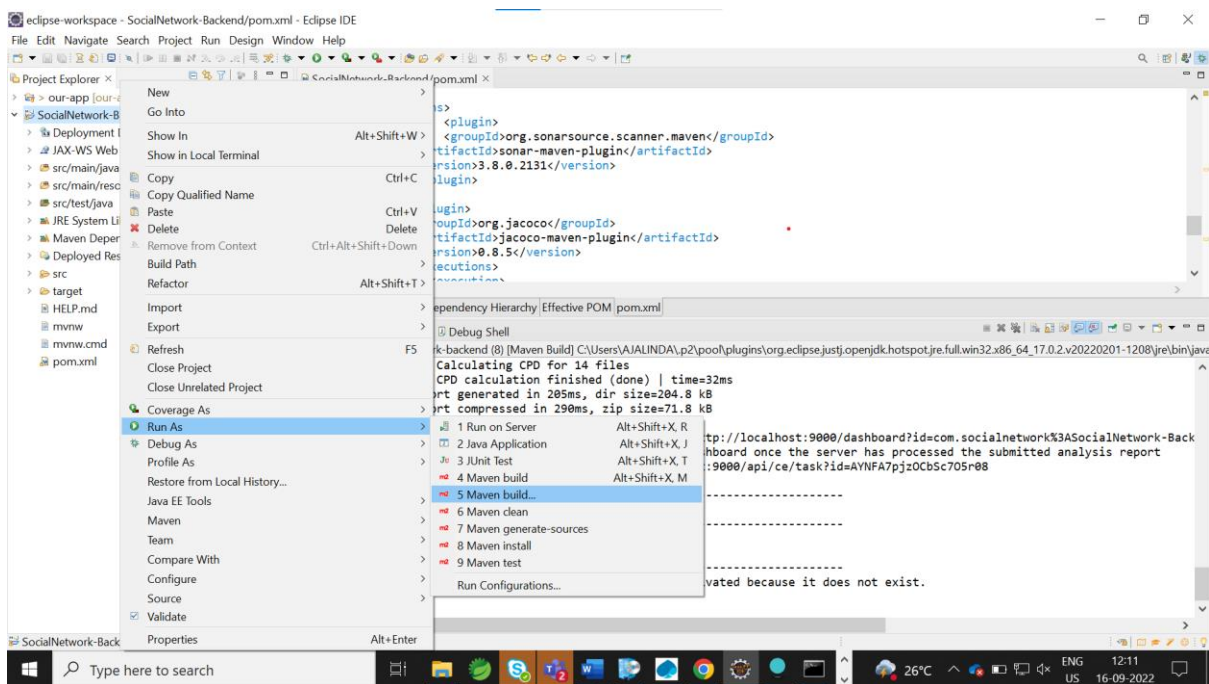 eclipse-workspace - SocialNetwork-Backend/pom.xml - Eclipse IDE
File Edit Navigate Search Project Run Design Window Help
Project Explorer
SocialNetwork-Backend/pom.xml
> our-app [our-a
SocialNetwork-B
Deployment D
JAX-WS Web
src/main/java
src/main/reso
src/test/java
JRE System Li
Maven Depen
Deployed Res
src
target
HELP.md
mvnw
mvnw.cmd
pom.xml
New
Go Into
Show In Alt+Shift+W
Show in Local Terminal
Copy Ctrl+C
Copy Qualified Name
Paste Ctrl+V
Delete Delete
Remove from Context Ctrl+Alt+Shift+Down
Build Path
Refactor Alt+Shift+T
Import
Export
Refresh F5
Close Project
Close Unrelated Project
Coverage As
Run As
Debug As
Profile As
Restore from Local History...
Java EE Tools
Maven
Team
Compare With
Configure
Source
Validate
Properties Alt+Enter
1 Run on Server Alt+Shift+X, R
2 Java Application Alt+Shift+X, J
3 JUnit Test Alt+Shift+X, T
4 Maven build Alt+Shift+X, M
5 Maven build...
6 Maven clean
7 Maven generate-sources
8 Maven install
9 Maven test
Run Configurations...
ns>
<plugin>
<groupId>org.sonarsource.scanner.maven</groupId>
tifactId>sonar-maven-plugin</artifactId>
ersion>3.8.0.2131</version>
plugin>
ugin>
oupId>org.jacoco</groupId>
tifactId>jacoco-maven-plugin</artifactId>
ersion>0.8.5</version>
ecutions>
ependency Hierarchy Effective POM pom.xml
Debug Shell
rk-backend (8) [Maven Build] C:\Users\AJALINDA\.p2\pool\plugins\org.eclipse.justj.openjdk.hotspot.jre.full.win32.x86_64_17.0.2.v20220201-1208\jre\bin\java
Calculating CPD for 14 files
CPD calculation finished (done) | time=32ms
ort generated in 205ms, dir size=204.8 kB
ort compressed in 290ms, zip size=71.8 kB
tp://localhost:9000/dashboard?id=com.socialnetwork%3ASocialNetwork-Back
hboard once the server has processed the submitted analysis report
:9000/api/ce/task?id=AYNFA7pjzOCbSc7O5r08
-------------------
-------------------
-------------------
vated because it does not exist.
SocialNetwork-Back
Type here to search
26°C
ENG
US
12:11
16-09-2022